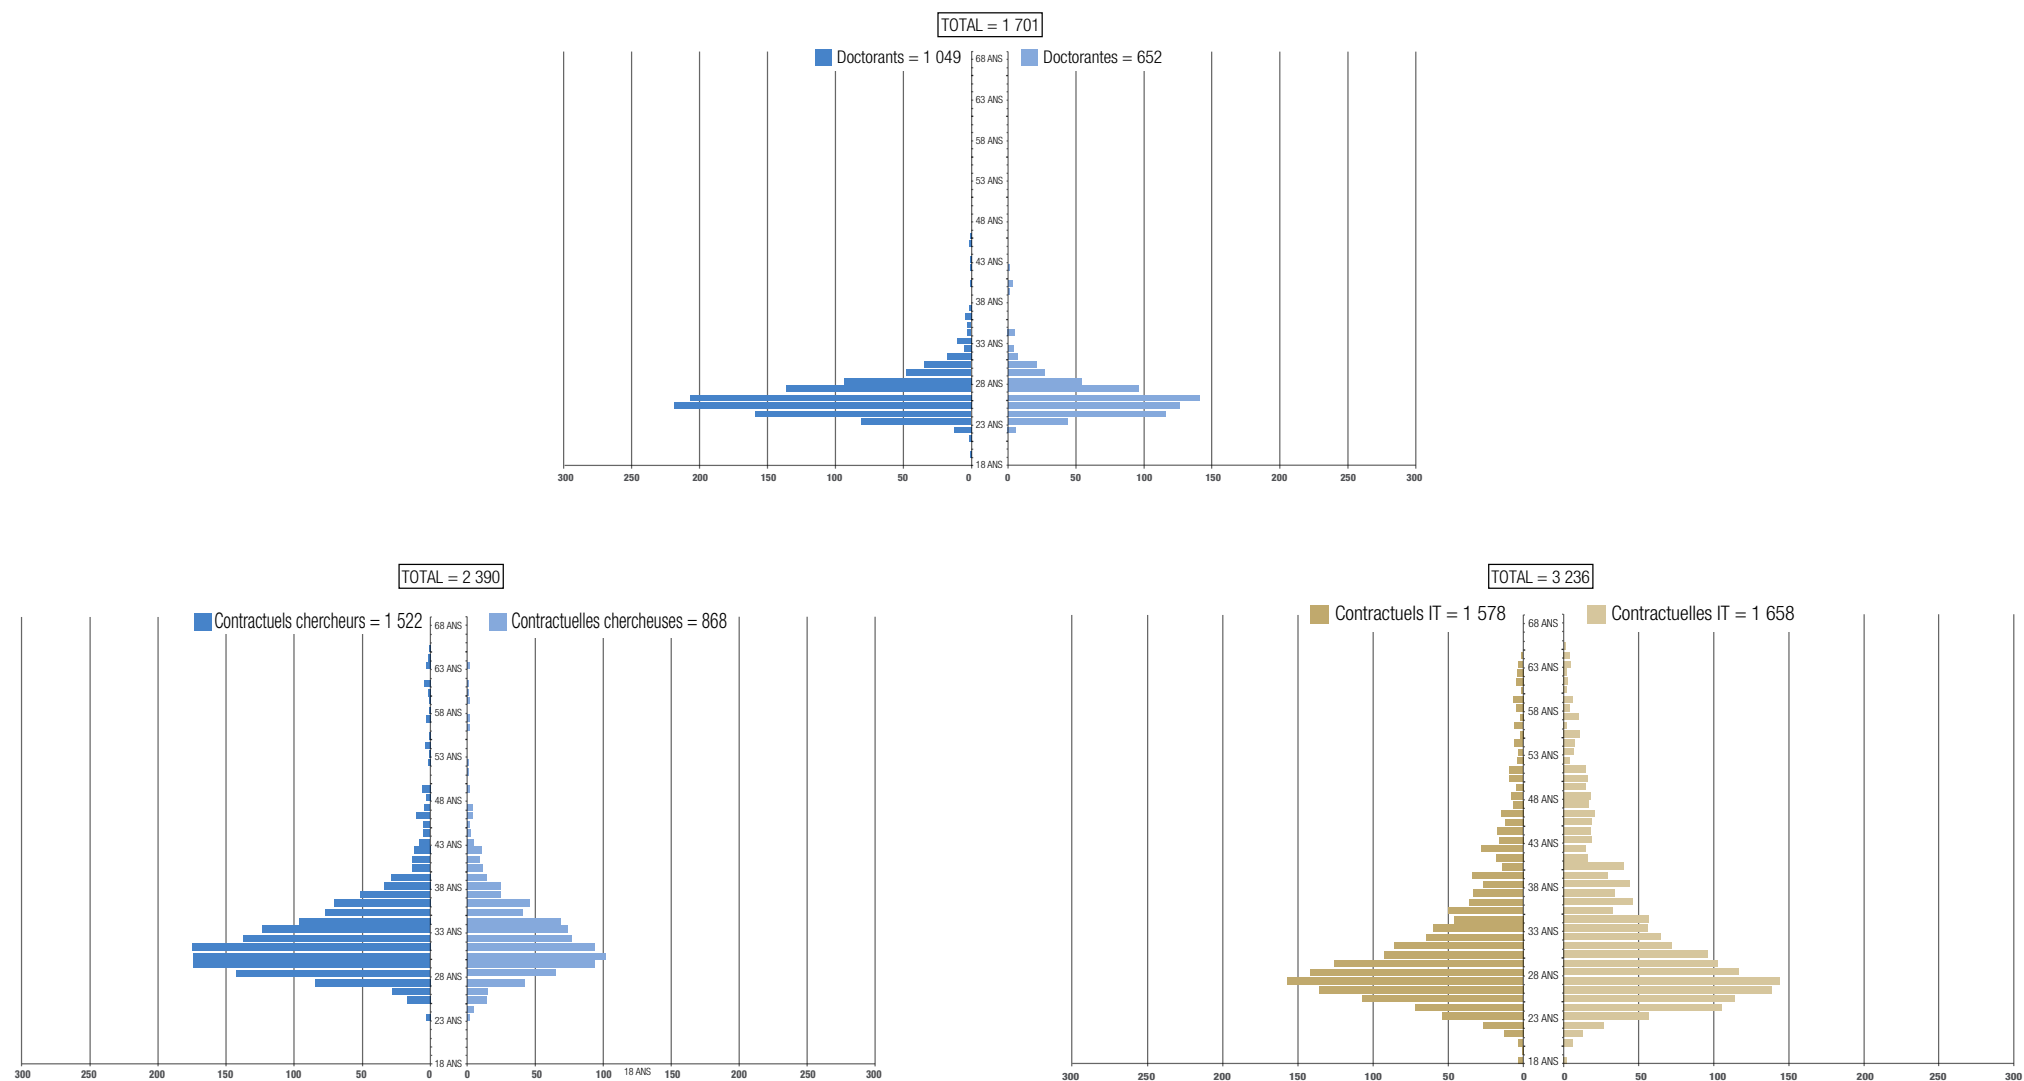 TOTAL = 1 701
Doctorants = 1 049
Doctorantes = 652
68 ANS
63 ANS
58 ANS
53 ANS
48 ANS
43 ANS
38 ANS
33 ANS
28 ANS
23 ANS
18 ANS
300 250 200 150 100 50 0 0 50 100 150 200 250 300
TOTAL = 2 390
Contractuels chercheurs = 1 522
Contractuelles chercheuses = 868
68 ANS
63 ANS
58 ANS
53 ANS
48 ANS
43 ANS
38 ANS
33 ANS
28 ANS
23 ANS
18 ANS
18 ANS
300 250 200 150 100 50 0 0 50 100 150 200 250 300
TOTAL = 3 236
Contractuels IT = 1 578
Contractuelles IT = 1 658
68 ANS
63 ANS
58 ANS
53 ANS
48 ANS
43 ANS
38 ANS
33 ANS
28 ANS
23 ANS
18 ANS
300 250 200 150 100 50 0 0 50 100 150 200 250 300